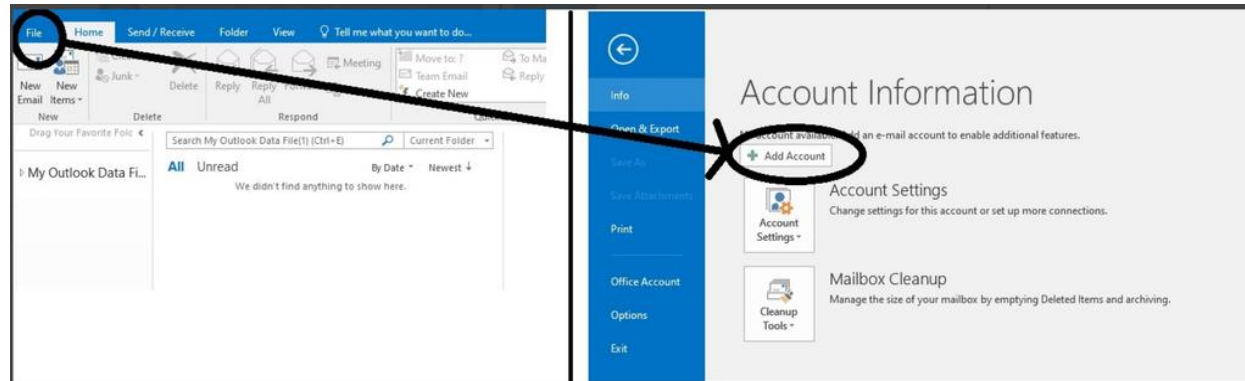 File Home Send / Receive Folder View Tell me what you want to do...
New Email
New Items
Junk
Delete
Reply
Reply All
Meeting
Move to: ?
Team Email
Create New
To Ma
Reply
New Delete Respond
Drag Your Favorite Fol
Search My Outlook Data File(1) (Ctrl+E) Current Folder
My Outlook Data Fi...
All Unread By Date Newest ↓
We didn't find anything to show here.
Info
Open & Export
Save As
Save Attachments
Print
Office Account
Options
Exit
Account Information
account available. Add an e-mail account to enable additional features.
Add Account
Account Settings
Account Settings
Change settings for this account or set up more connections.
Cleanup Tools
Mailbox Cleanup
Manage the size of your mailbox by emptying Deleted Items and archiving.